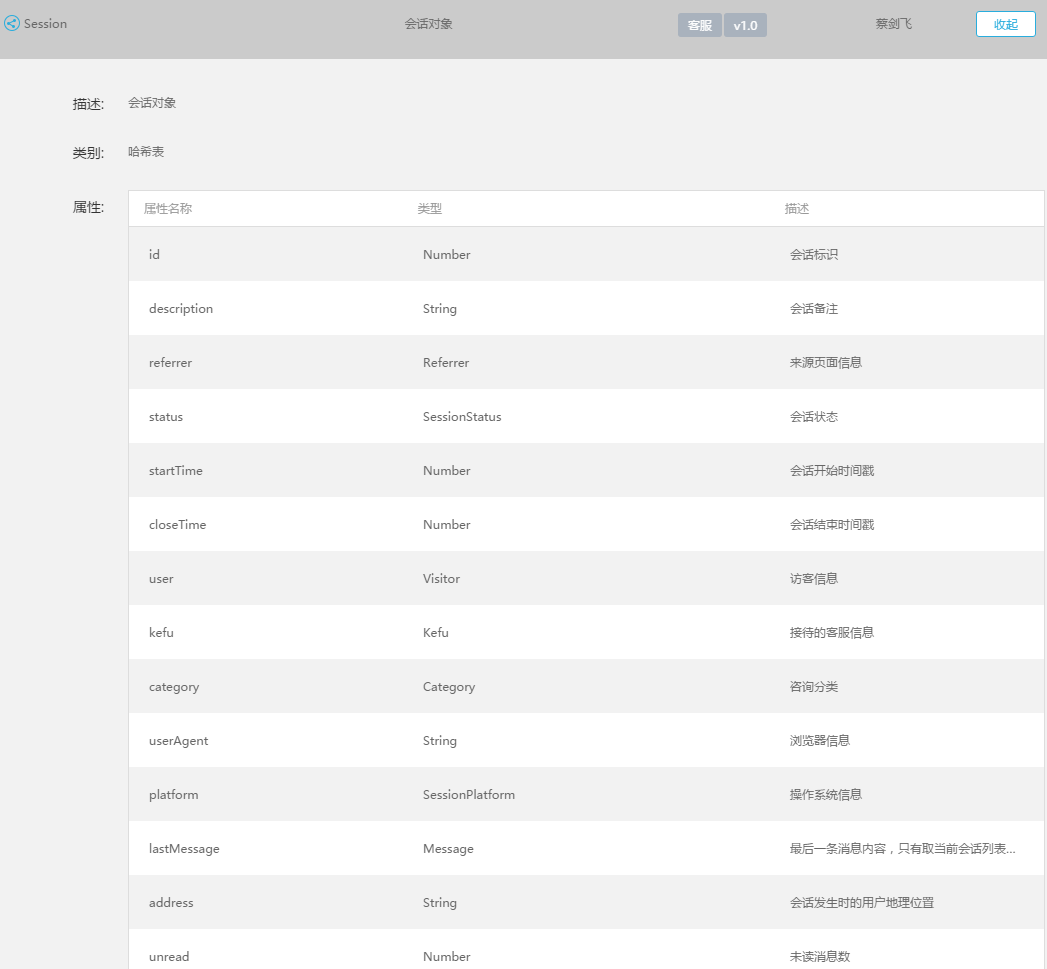 Session 会话对象 客服 v1.0 蔡剑飞 收起
描述: 会话对象
类别: 哈希表
属性: 属性名称 类型 描述
id Number 会话标识
description String 会话备注
referrer Referrer 来源页面信息
status SessionStatus 会话状态
startTime Number 会话开始时间戳
closeTime Number 会话结束时间戳
user Visitor 访客信息
kefu Kefu 接待的客服信息
category Category 咨询分类
userAgent String 浏览器信息
platform SessionPlatform 操作系统信息
lastMessage Message 最后一条消息内容，只有取当前会话列表...
address String 会话发生时的用户地理位置
unread Number 未读消息数